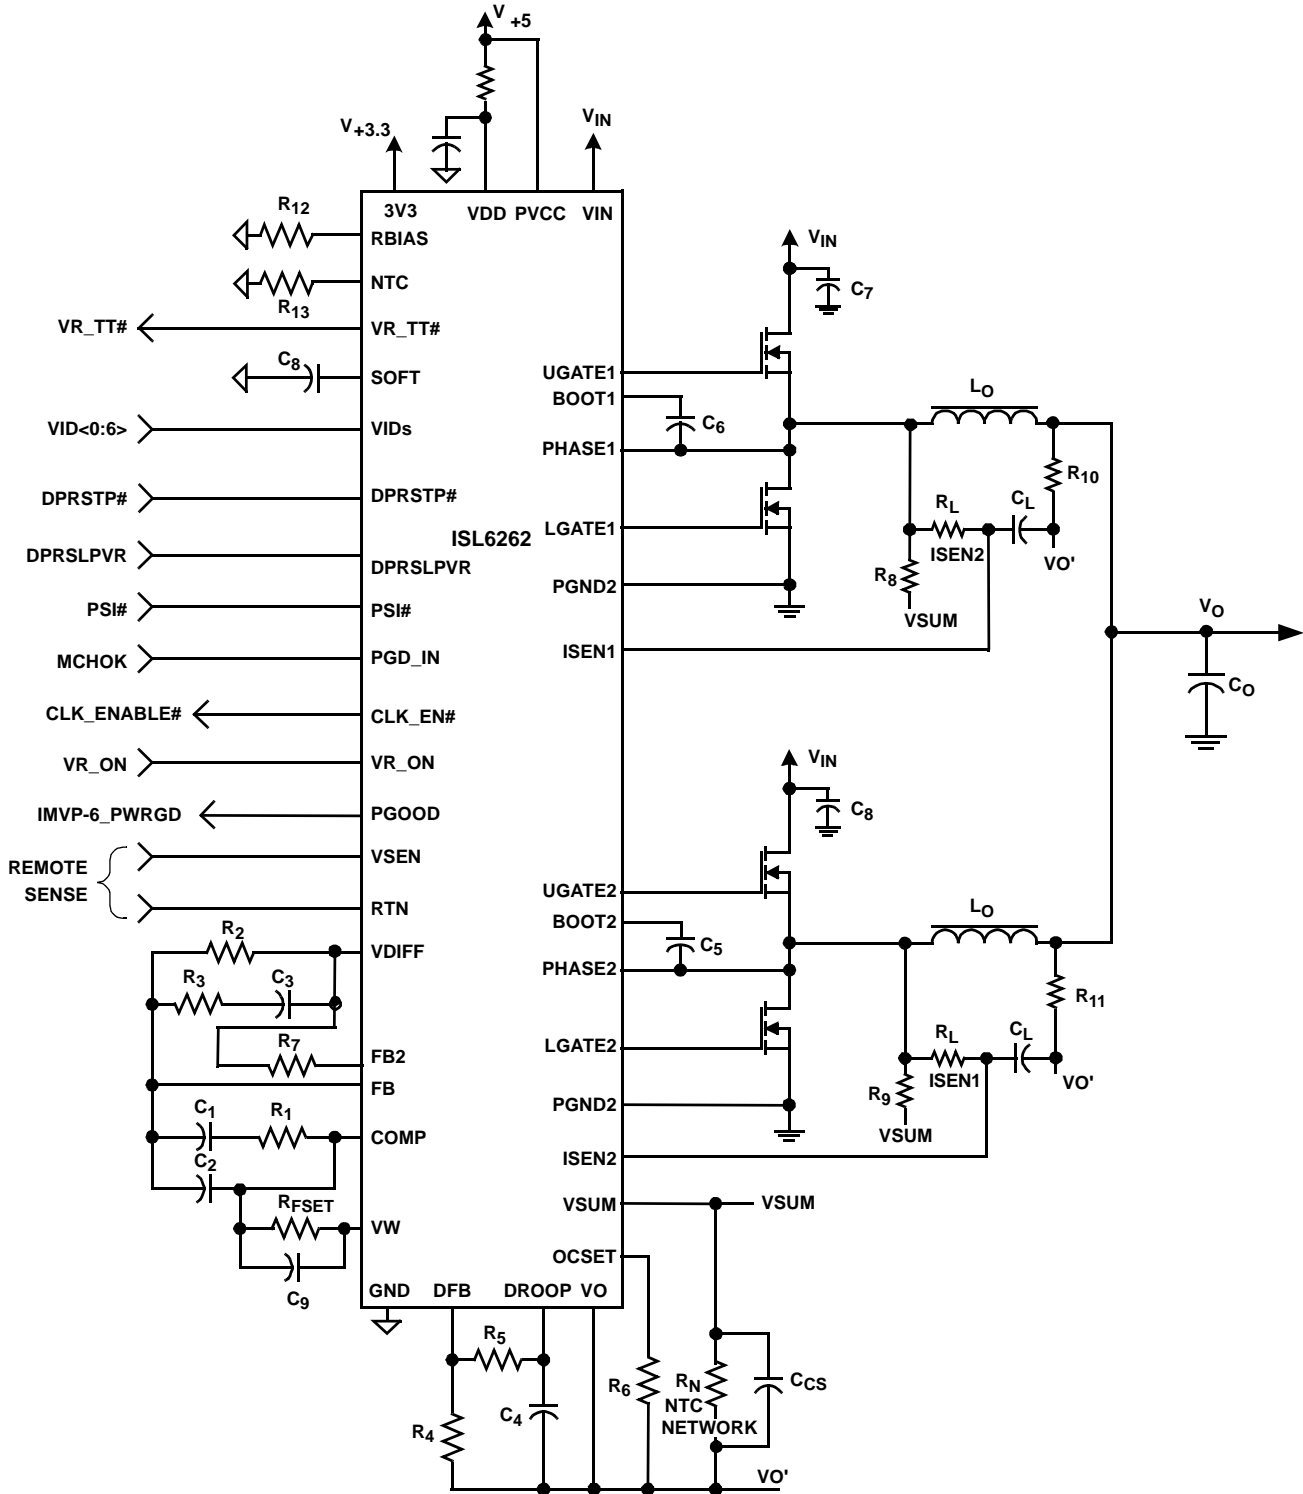 V+5
V+3.3
VIN
3V3
VDD
PVCC
VIN
R12
RBIAS
NTC
R13
VR_TT#
VR_TT#
C8
SOFT
VID<0:6>
VIDs
DPRSTP#
DPRSTP#
ISL6262
DPRSLPVR
DPRSLPVR
PSI#
PSI#
MCHOK
PGD_IN
CLK_ENABLE#
CLK_EN#
VR_ON
VR_ON
IMVP-6_PWRGD
PGOOD
REMOTE
SENSE
VSEN
RTN
R2
VDIFF
R3
C3
R7
FB2
FB
C1
R1
COMP
C2
RFSET
VW
C9
GND
DFB
DROOP
VO
UGATE1
BOOT1
PHASE1
LGATE1
PGND2
ISEN1
UGATE2
BOOT2
PHASE2
LGATE2
PGND2
ISEN2
VSUM
OCSET
VIN
C7
C6
LO
R10
RL
CL
ISEN2
VO'
R8
VSUM
VO
CO
VIN
C8
C5
LO
R11
RL
CL
ISEN1
VO'
R9
VSUM
VSUM
R5
R4
C4
R6
RN
NTC
NETWORK
CCS
VO'